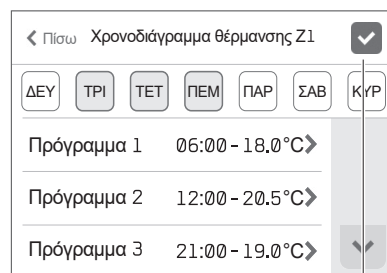 Πίσω Χρονοδιάγραμμα θέρμανσης Z1
ΔΕΥ ΤΡΙ ΤΕΤ ΠΕΜ ΠΑΡ ΣΑΒ ΚΥΡ
Πρόγραμμα 1 06:00-18.0°C
Πρόγραμμα 2 12:00-20.5°C
Πρόγραμμα 3 21:00-19.0°C